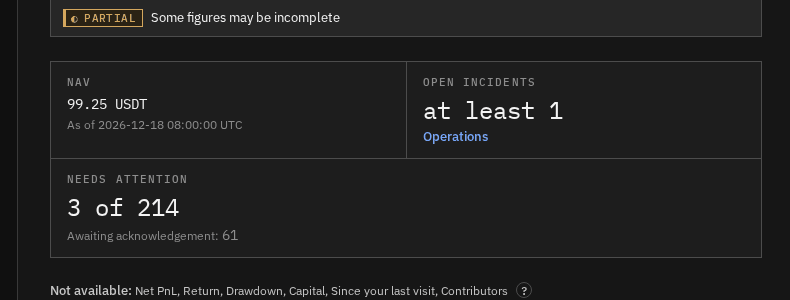 ◐ PARTIAL Some figures may be incomplete
NAV
99.25 USDT
As of 2026-12-18 08:00:00 UTC
OPEN INCIDENTS
at least 1
Operations
NEEDS ATTENTION
3 of 214
Awaiting acknowledgement: 61
Not available: Net PnL, Return, Drawdown, Capital, Since your last visit, Contributors ?